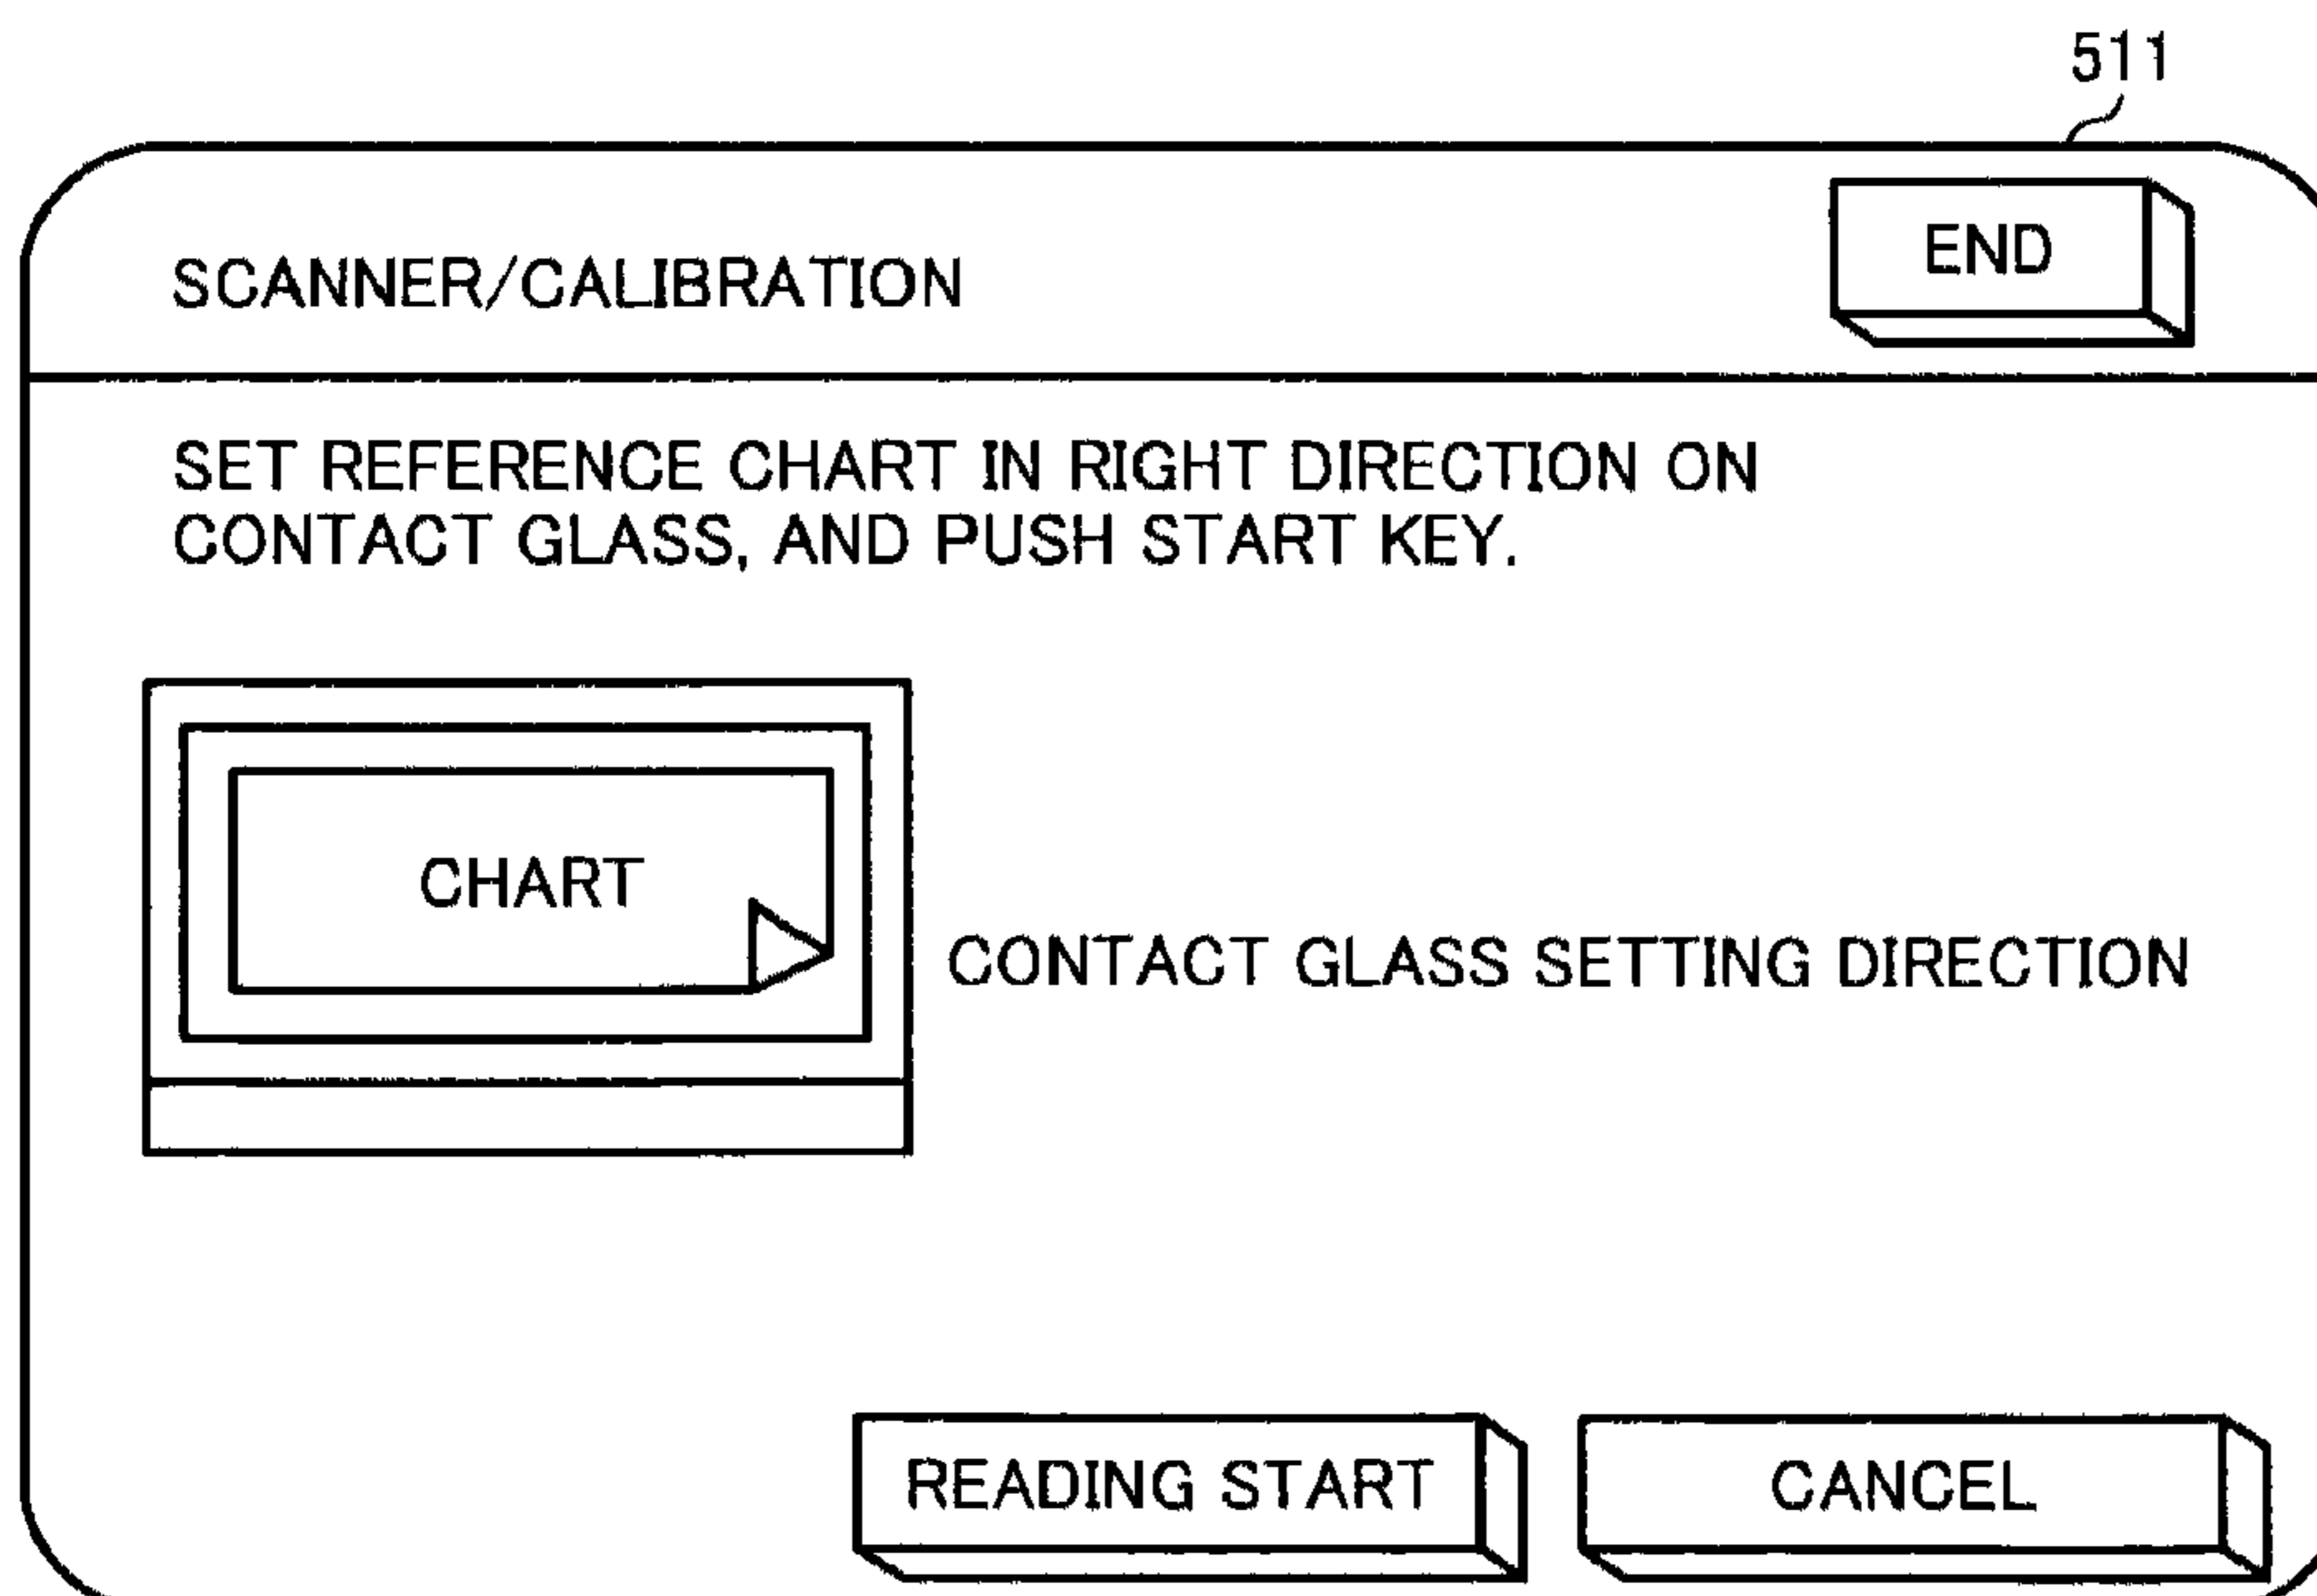 511
SCANNER/CALIBRATION
END
SET REFERENCE CHART IN RIGHT DIRECTION ON
CONTACT GLASS, AND PUSH START KEY.
CHART
CONTACT GLASS SETTING DIRECTION
READING START
CANCEL